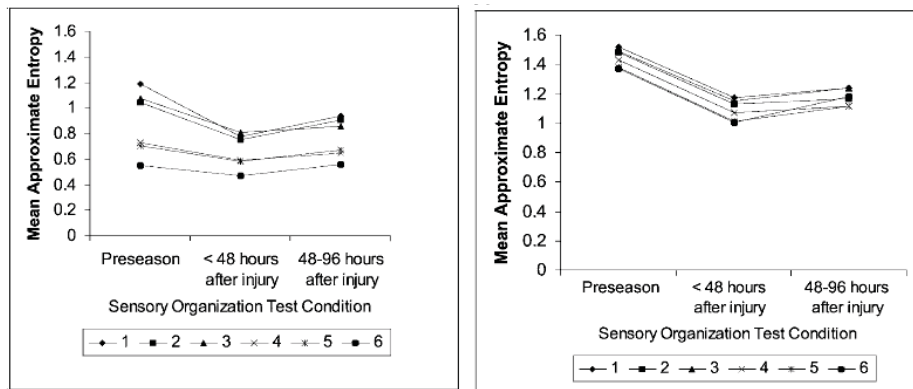 1.6
1.4
1.2
1
0.8
0.6
0.4
0.2
0
Mean Approximate Entropy
Preseason < 48 hours 48-96 hours
after injury after injury
Sensory Organization Test Condition
1 2 3 4 5 6
1.6
1.4
1.2
1
0.8
0.6
0.4
0.2
0
Mean Approximate Entropy
Preseason < 48 hours 48-96 hours
after injury after injury
Sensory Organization Test Condition
1 2 3 4 5 6